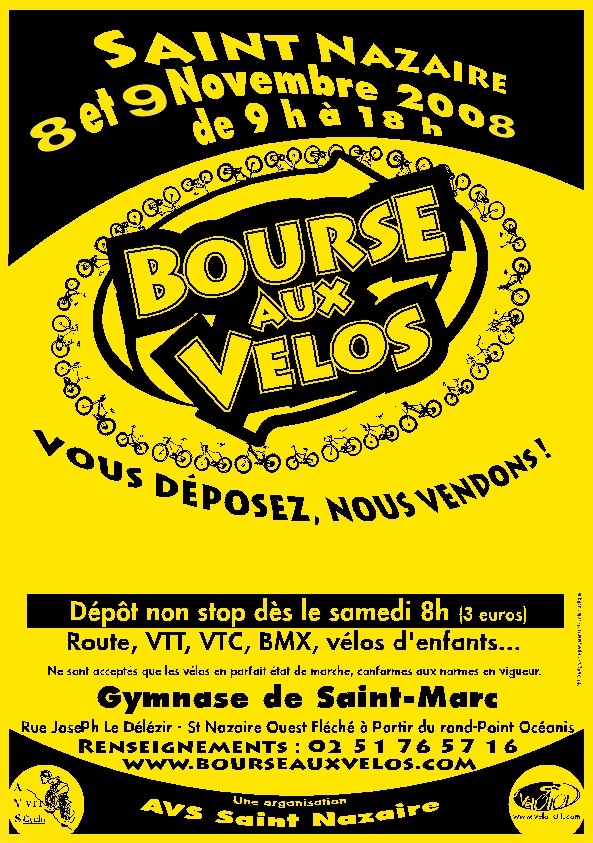 SAINT NAZAIRE
8 et 9 Novembre 2008
de 9 h à 18 h
BOURSE
AUX
VELOS
VOUS DÉPOSEZ, NOUS VENDONS !
Dépôt non stop dès le samedi 8h (3 euros)
Route, VTT, VTC, BMX, vélos d'enfants...
Ne sont acceptés que les vélos en parfait état de marche, conformes aux normes en vigueur.
Gymnase de Saint-Marc
Rue JosePh Le Délézir - St Nazaire Ouest Fléché à Partir du rond-Point Océanis
RENSEIGNEMENTS : 02 51 76 57 16
WWW.BOURSEAUXVELOS.COM
Une organisation
AVS Saint Nazaire